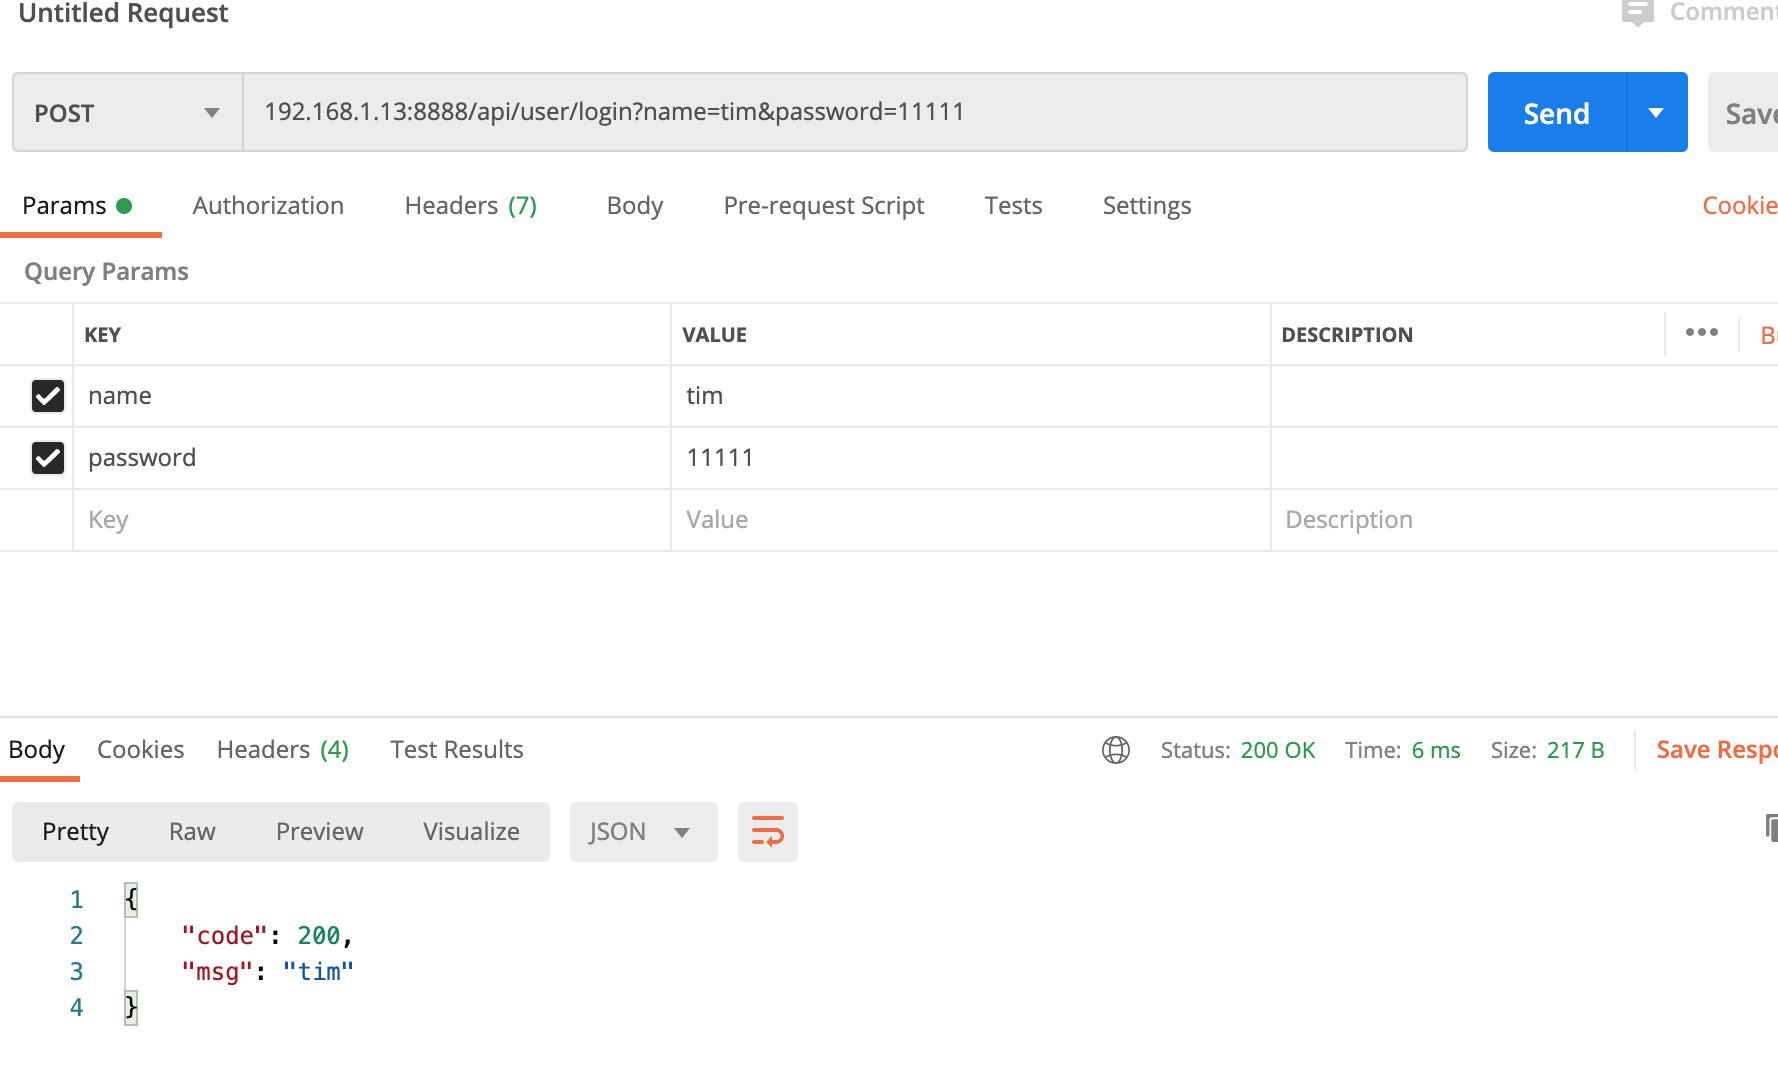 Untitled Request
Commen
POST 192.168.1.13:8888/api/user/login?name=tim&password=11111 Send Save
Params Authorization Headers (7) Body Pre-request Script Tests Settings Cookie
Query Params
KEY VALUE DESCRIPTION ••• B
name tim
password 11111
Key Value Description
Body Cookies Headers (4) Test Results Status: 200 OK Time: 6 ms Size: 217 B Save Respo
Pretty Raw Preview Visualize JSON
1 {
2 "code": 200,
3 "msg": "tim"
4 }